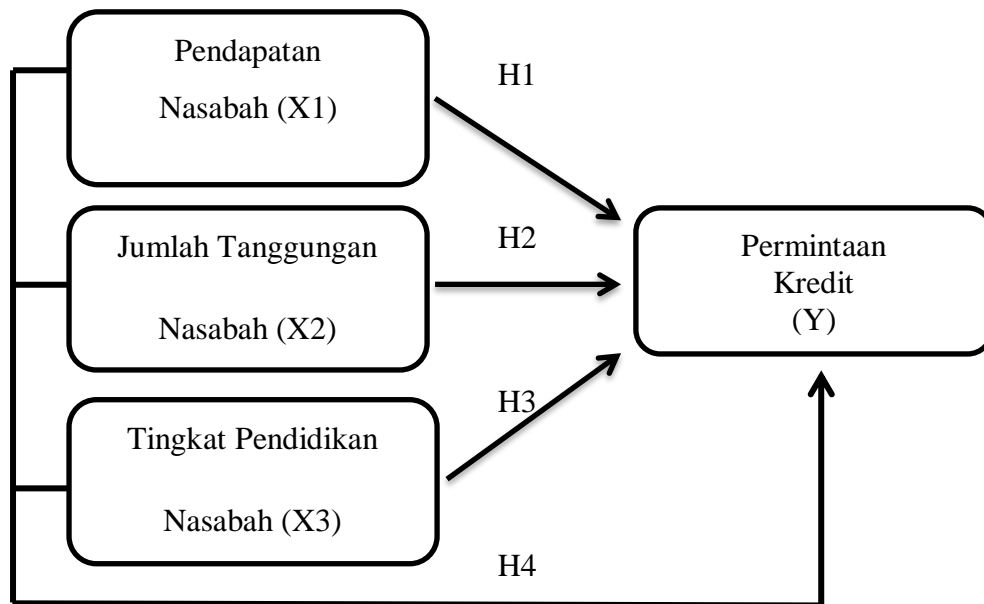 Pendapatan
Nasabah (X1)
H1
Jumlah Tanggungan
Nasabah (X2)
H2
Permintaan
Kredit
(Y)
Tingkat Pendidikan
Nasabah (X3)
H3
H4